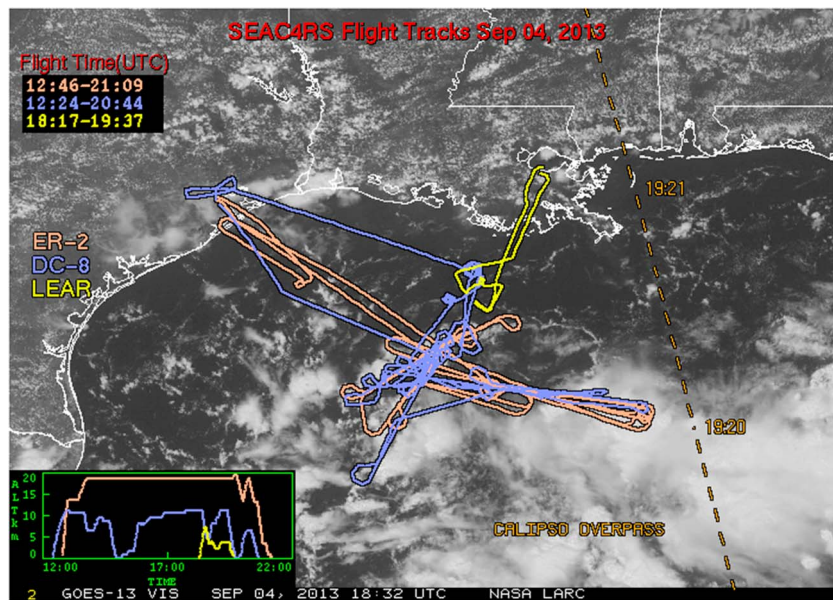 SEAC4RS Flight Tracks Sep 04, 2013
Flight Time(UTC)
12:46-21:09
12:24-20:44
18:17-19:37
19:21
ER-2
DC-8
LEAR
19:20
CALIPSO OVERPASS
ALT km
20
15
10
5
0
12:00 17:00 22:00
TIME
2 GOES-13 VIS SEP 04, 2013 18:32 UTC NASA LARC